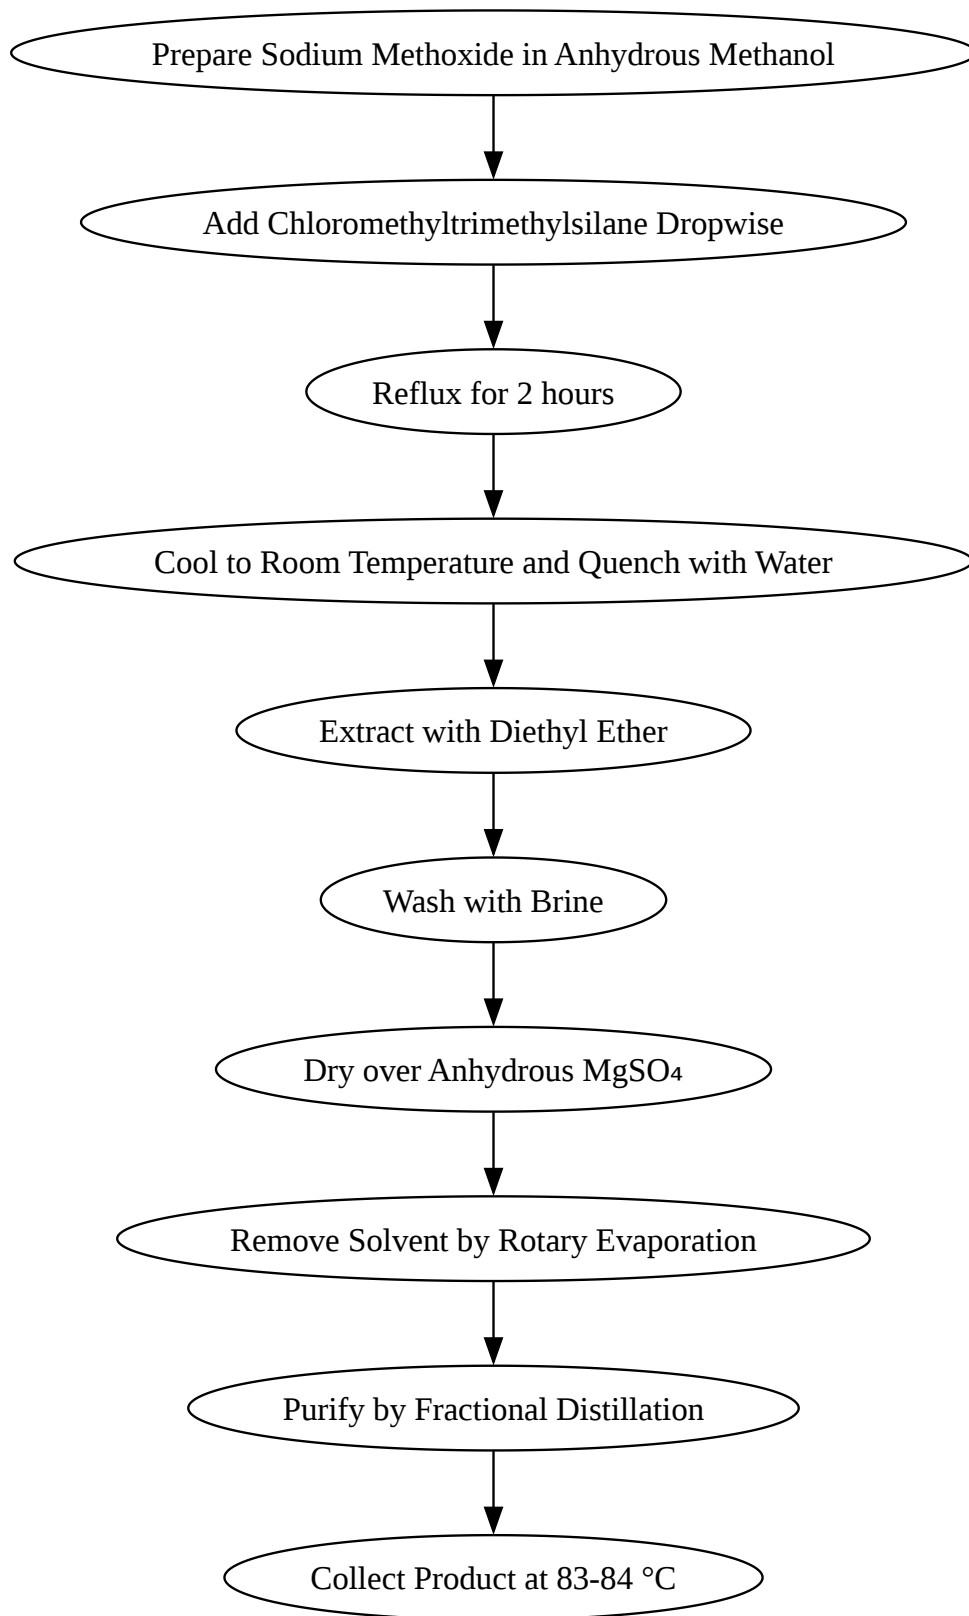 Prepare Sodium Methoxide in Anhydrous Methanol
Add Chloromethyltrimethylsilane Dropwise
Reflux for 2 hours
Cool to Room Temperature and Quench with Water
Extract with Diethyl Ether
Wash with Brine
Dry over Anhydrous MgSO₄
Remove Solvent by Rotary Evaporation
Purify by Fractional Distillation
Collect Product at 83-84 °C